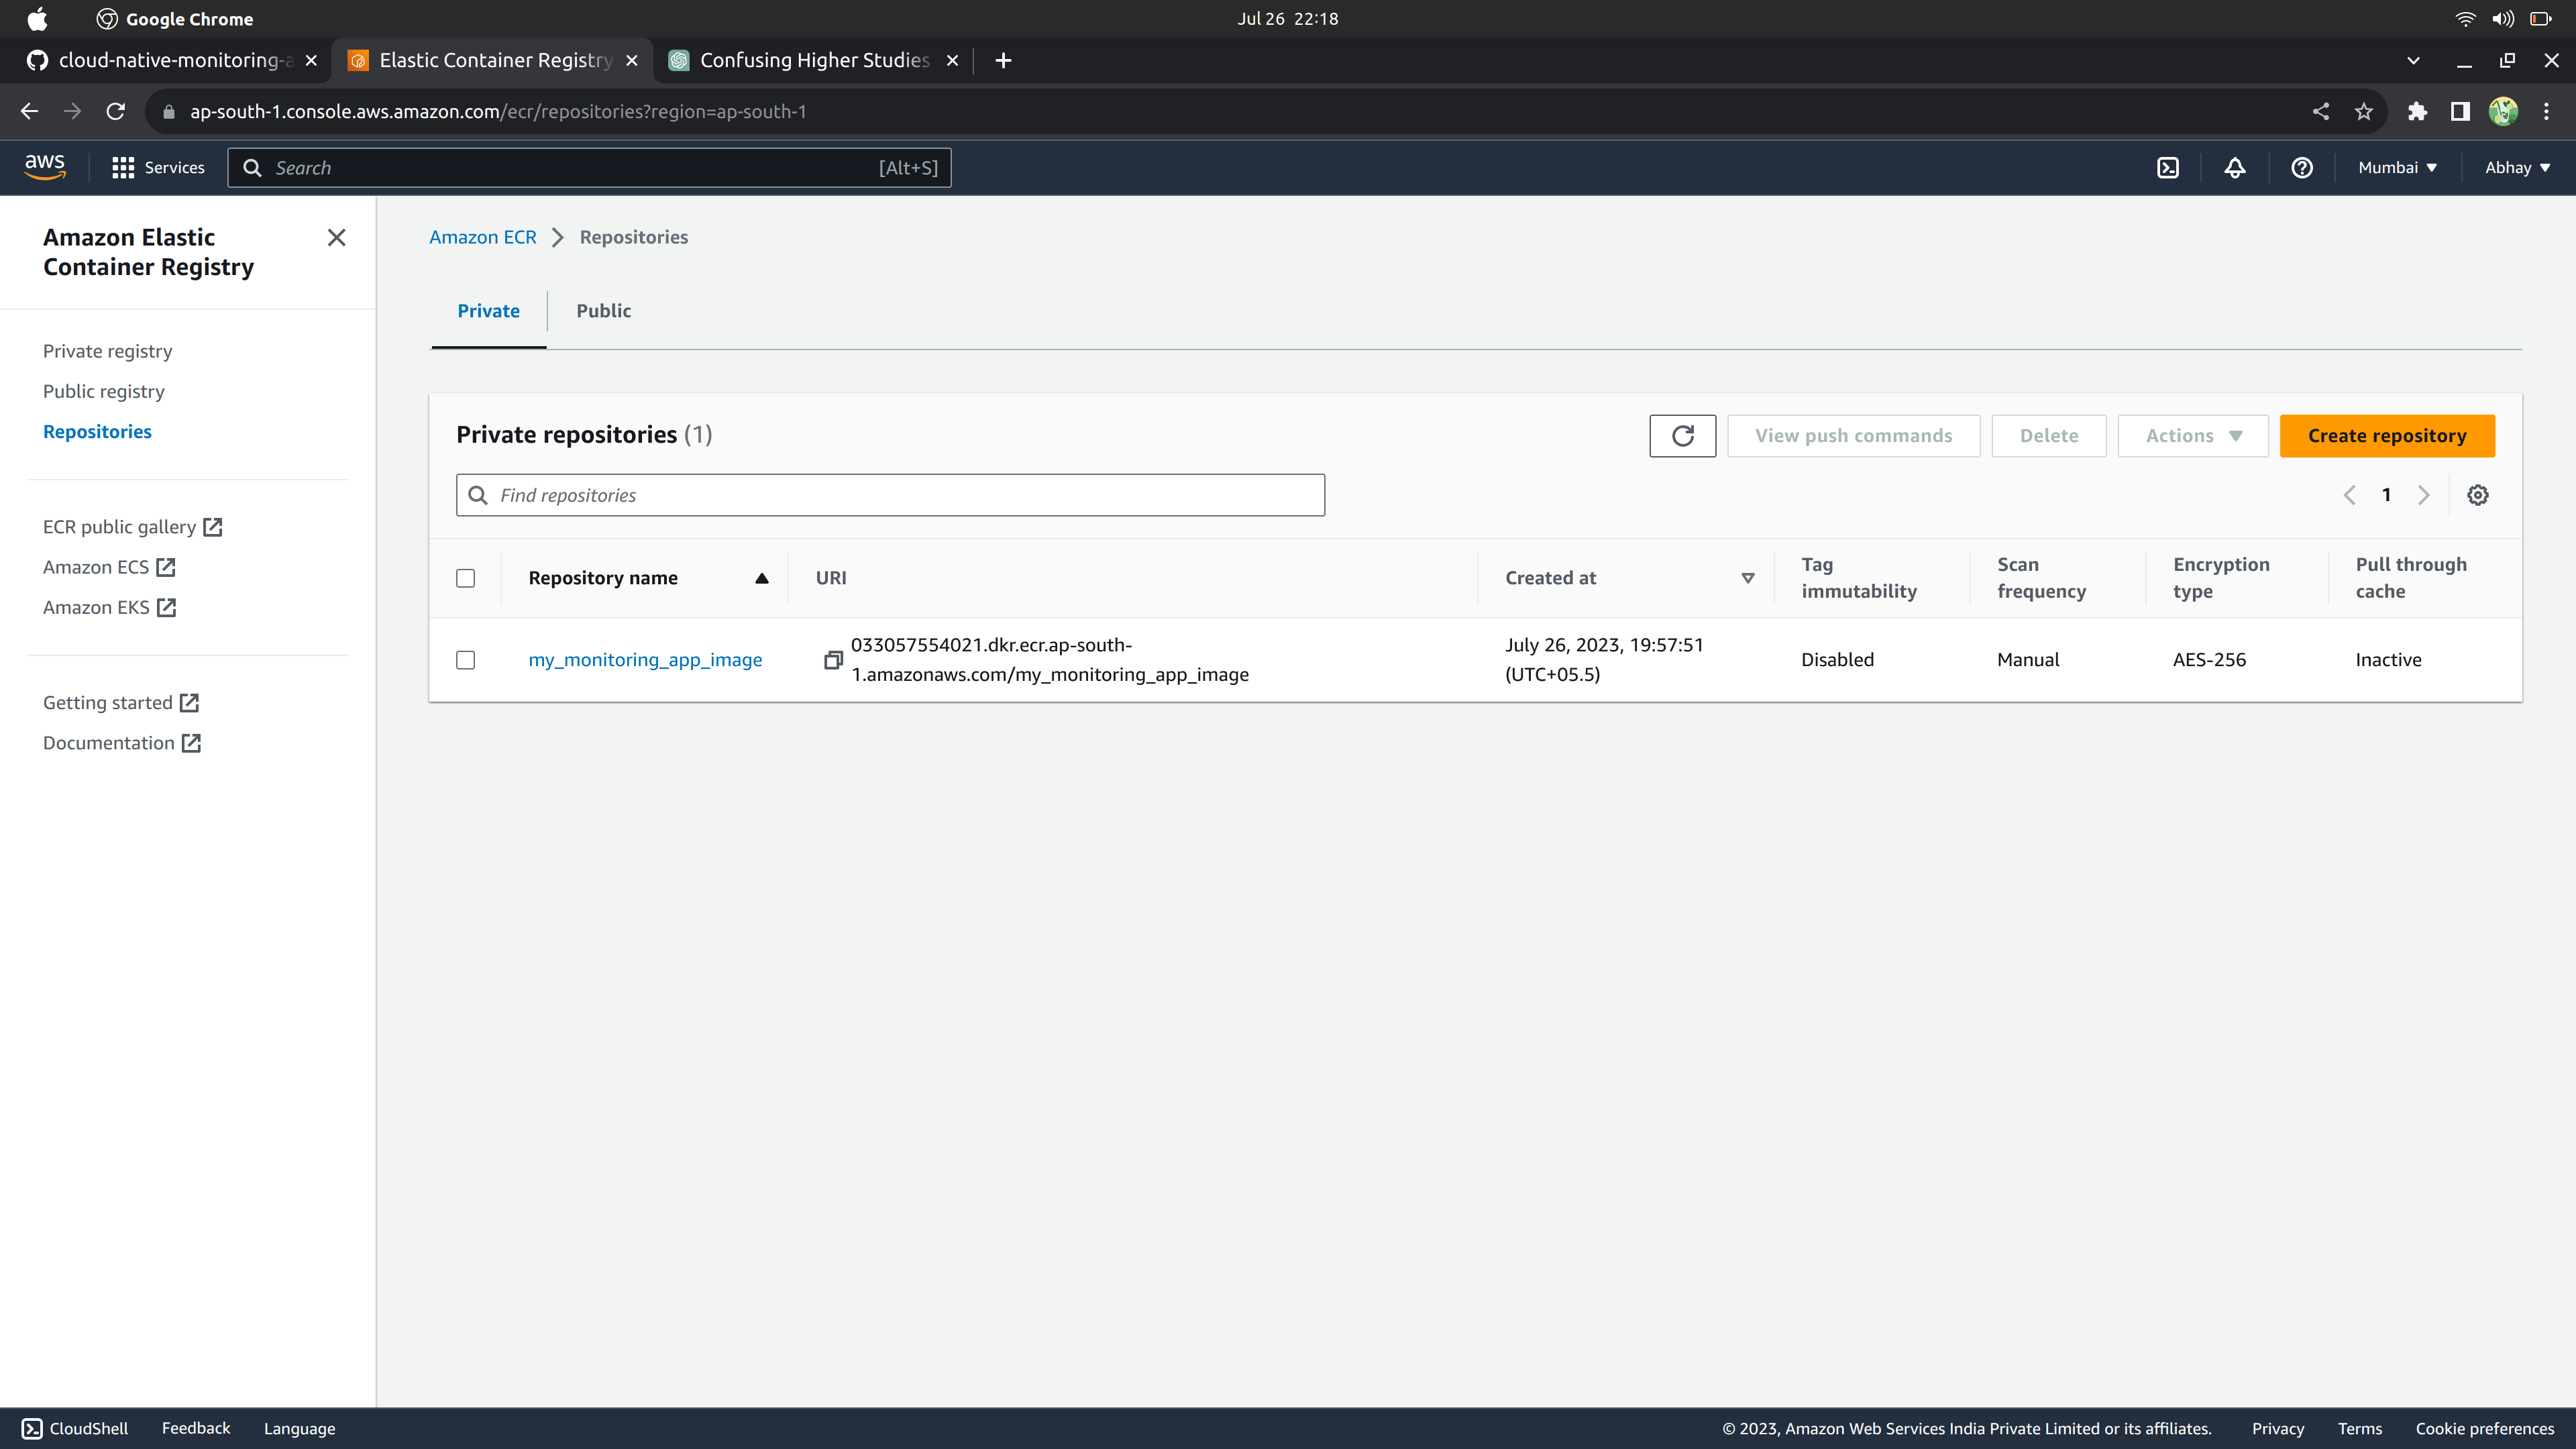 Google Chrome
Jul 26 22:18
cloud-native-monitoring-a
Elastic Container Registry
Confusing Higher Studies
ap-south-1.console.aws.amazon.com/ecr/repositories?region=ap-south-1
aws
Services
Search
[Alt+S]
Mumbai
Abhay
Amazon Elastic
Container Registry
Private registry
Public registry
Repositories
ECR public gallery
Amazon ECS
Amazon EKS
Getting started
Documentation
Amazon ECR
Repositories
Private
Public
Private repositories (1)
View push commands
Delete
Actions
Create repository
Find repositories
1
Repository name
URI
Created at
Tag
immutability
Scan
frequency
Encryption
type
Pull through
cache
my_monitoring_app_image
033057554021.dkr.ecr.ap-south-
1.amazonaws.com/my_monitoring_app_image
July 26, 2023, 19:57:51
(UTC+05.5)
Disabled
Manual
AES-256
Inactive
CloudShell
Feedback
Language
© 2023, Amazon Web Services India Private Limited or its affiliates.
Privacy
Terms
Cookie preferences